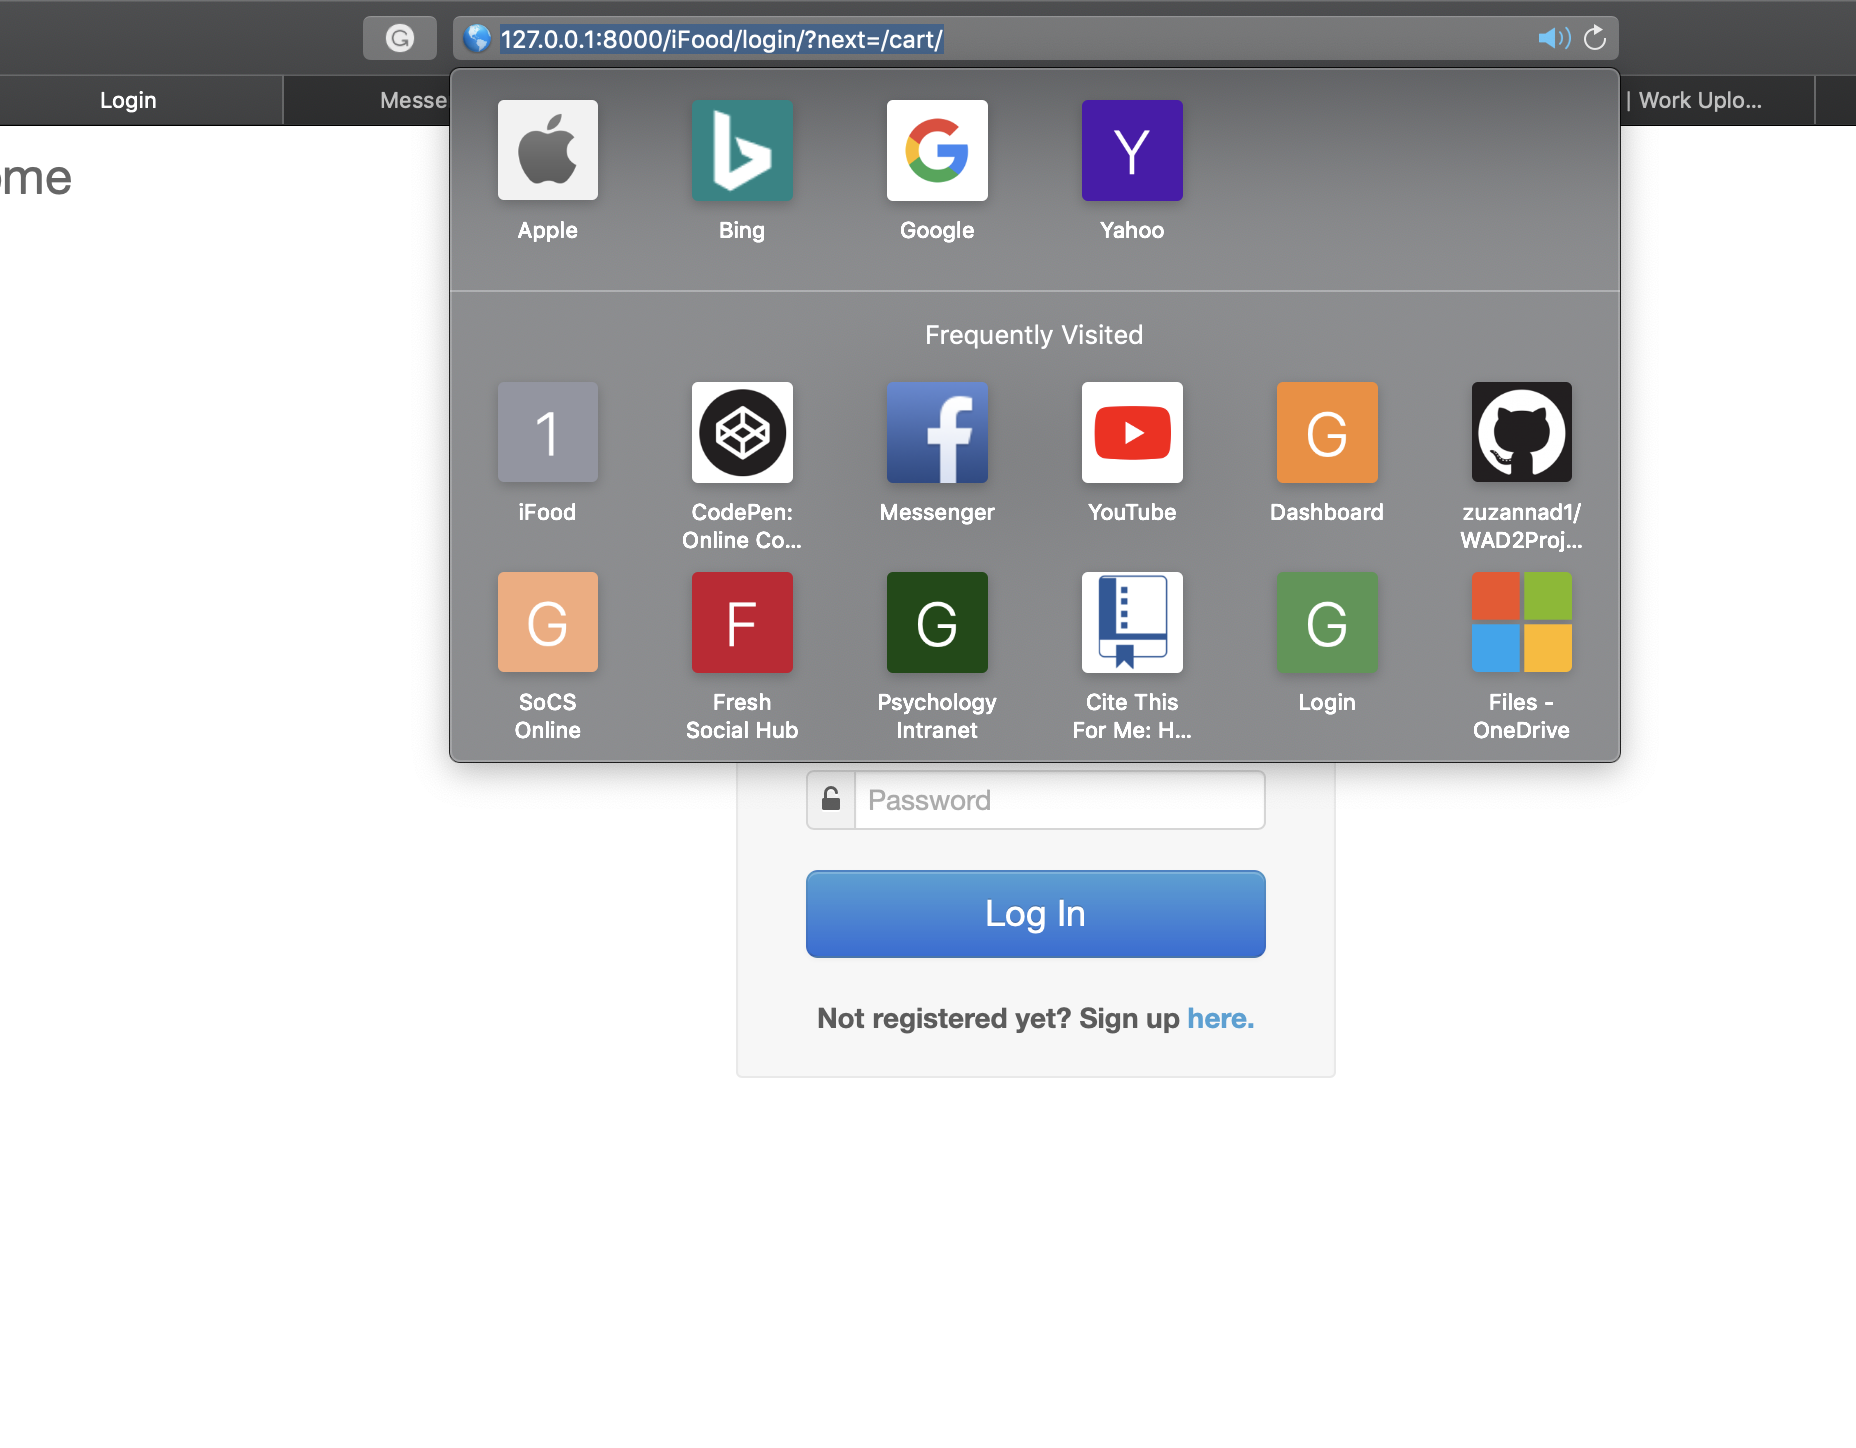 127.0.0.1:8000/iFood/login/?next=/cart/
Login
Messe
| Work Uplo...
ome
Apple
Bing
Y
Google
Yahoo
Frequently Visited
1
G
iFood
CodePen:
Online Co...
Messenger
YouTube
Dashboard
zuzannad1/
WAD2Proj...
G
F
G
G
SoCS
Online
Fresh
Social Hub
Psychology
Intranet
Cite This
For Me: H...
Login
Files -
OneDrive
Password
Log In
Not registered yet? Sign up here.